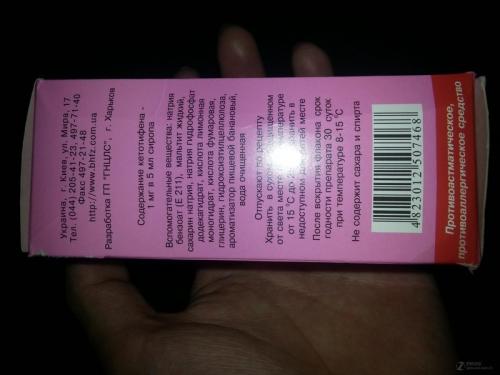 Украина, г. Киев, ул. Мира, 17
Тел. (044) 205-41-23, 497-71-40
Факс 497-21-48
http://www.bhfz.com.ua
Разработка ГП "ГНЦЛС", г. Харьков
Содержание кетотифена -
1 мг в 5 мл сиропа
Вспомогательные вещества: натрия
бензоат (Е 211), мальтит жидкий,
сахарин натрия, натрия гидрофосфат
додекагидрат, кислота лимонная
моногидрат, кислота фумаровая,
глицерин, гидроксиэтилцеллюлоза,
ароматизатор пищевой банановый,
вода очищенная
Отпускают по рецепту
Хранить в сухом, защищенном
от света месте при температуре
от 15 °С до 25 °С. Хранить в
недоступном для детей месте
После вскрытия флакона срок
годности препарата 30 суток
при температуре 8-15 °С
Не содержит сахара и спирта
4823012507468
Противоастматическое,
противоаллергическое средство